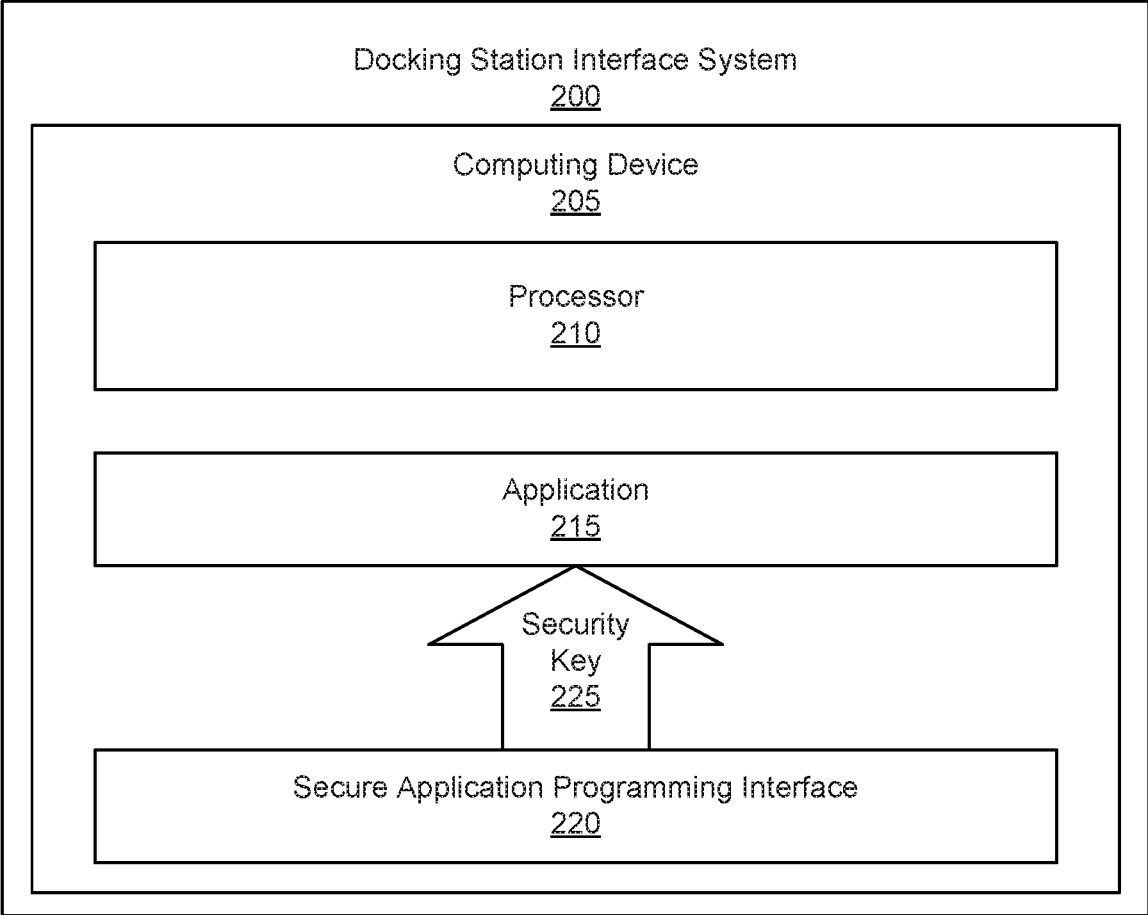 Docking Station Interface System
200
Computing Device
205
Processor
210
Application
215
Security
Key
225
Secure Application Programming Interface
220